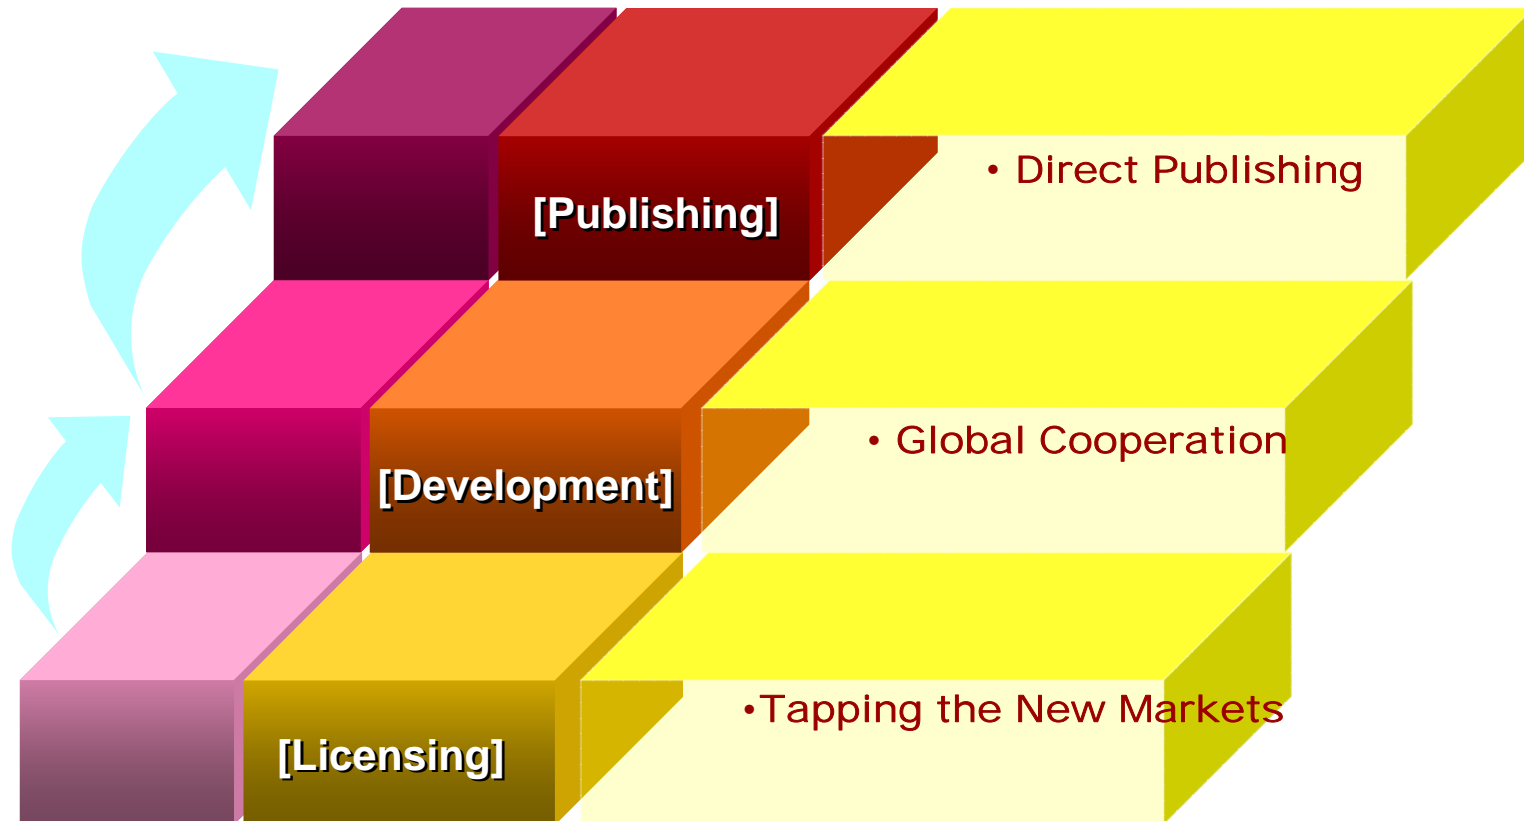 [Publishing]
• Direct Publishing
[Development]
• Global Cooperation
[Licensing]
•Tapping the New Markets